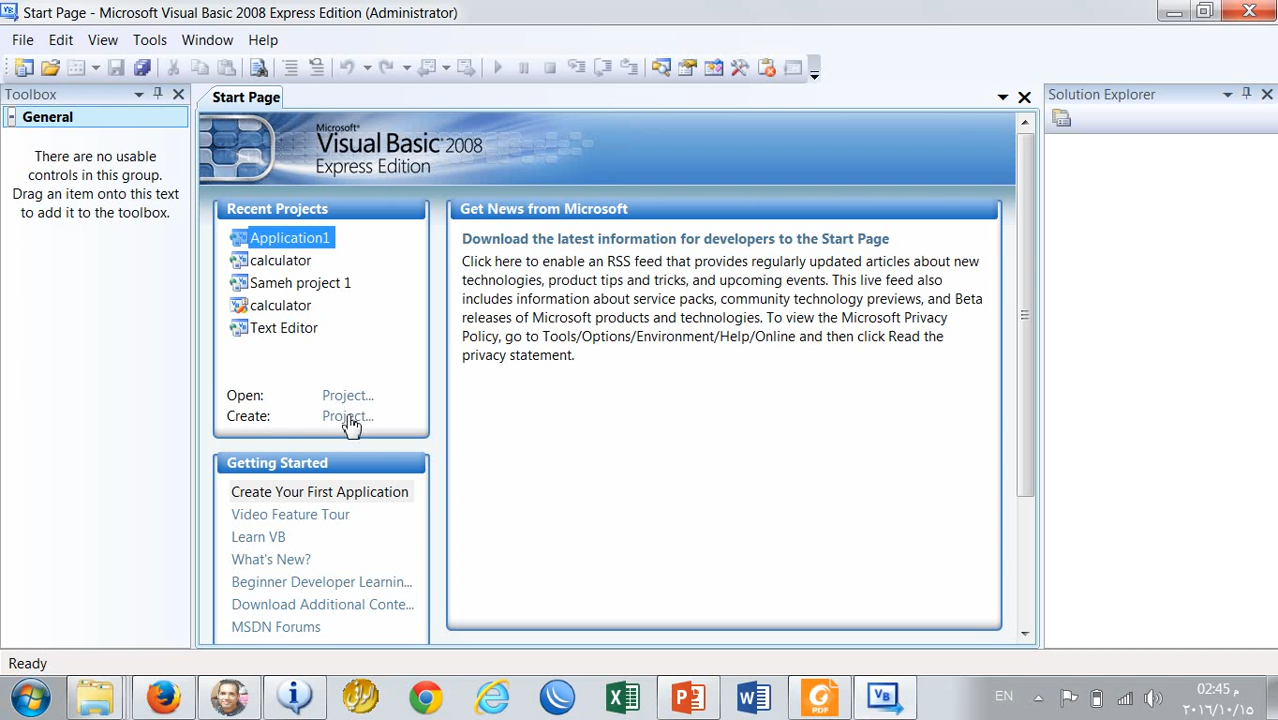 Start Page - Microsoft Visual Basic 2008 Express Edition (Administrator)
File Edit View Tools Window Help
Toolbox
General
There are no usable
controls in this group.
Drag an item onto this text
to add it to the toolbox.
Start Page
Microsoft
Visual Basic 2008
Express Edition
Recent Projects
Application1
calculator
Sameh project 1
calculator
Text Editor
Open: Project...
Create: Project...
Getting Started
Create Your First Application
Video Feature Tour
Learn VB
What's New?
Beginner Developer Learnin...
Download Additional Conte...
MSDN Forums
Get News from Microsoft
Download the latest information for developers to the Start Page
Click here to enable an RSS feed that provides regularly updated articles about new
technologies, product tips and tricks, and upcoming events. This live feed also
includes information about service packs, community technology previews, and Beta
releases of Microsoft products and technologies. To view the Microsoft Privacy
Policy, go to Tools/Options/Environment/Help/Online and then click Read the
privacy statement.
Solution Explorer
Ready
PDF
VB
EN
02:45 م
٢٠١٦/١٠/١٥